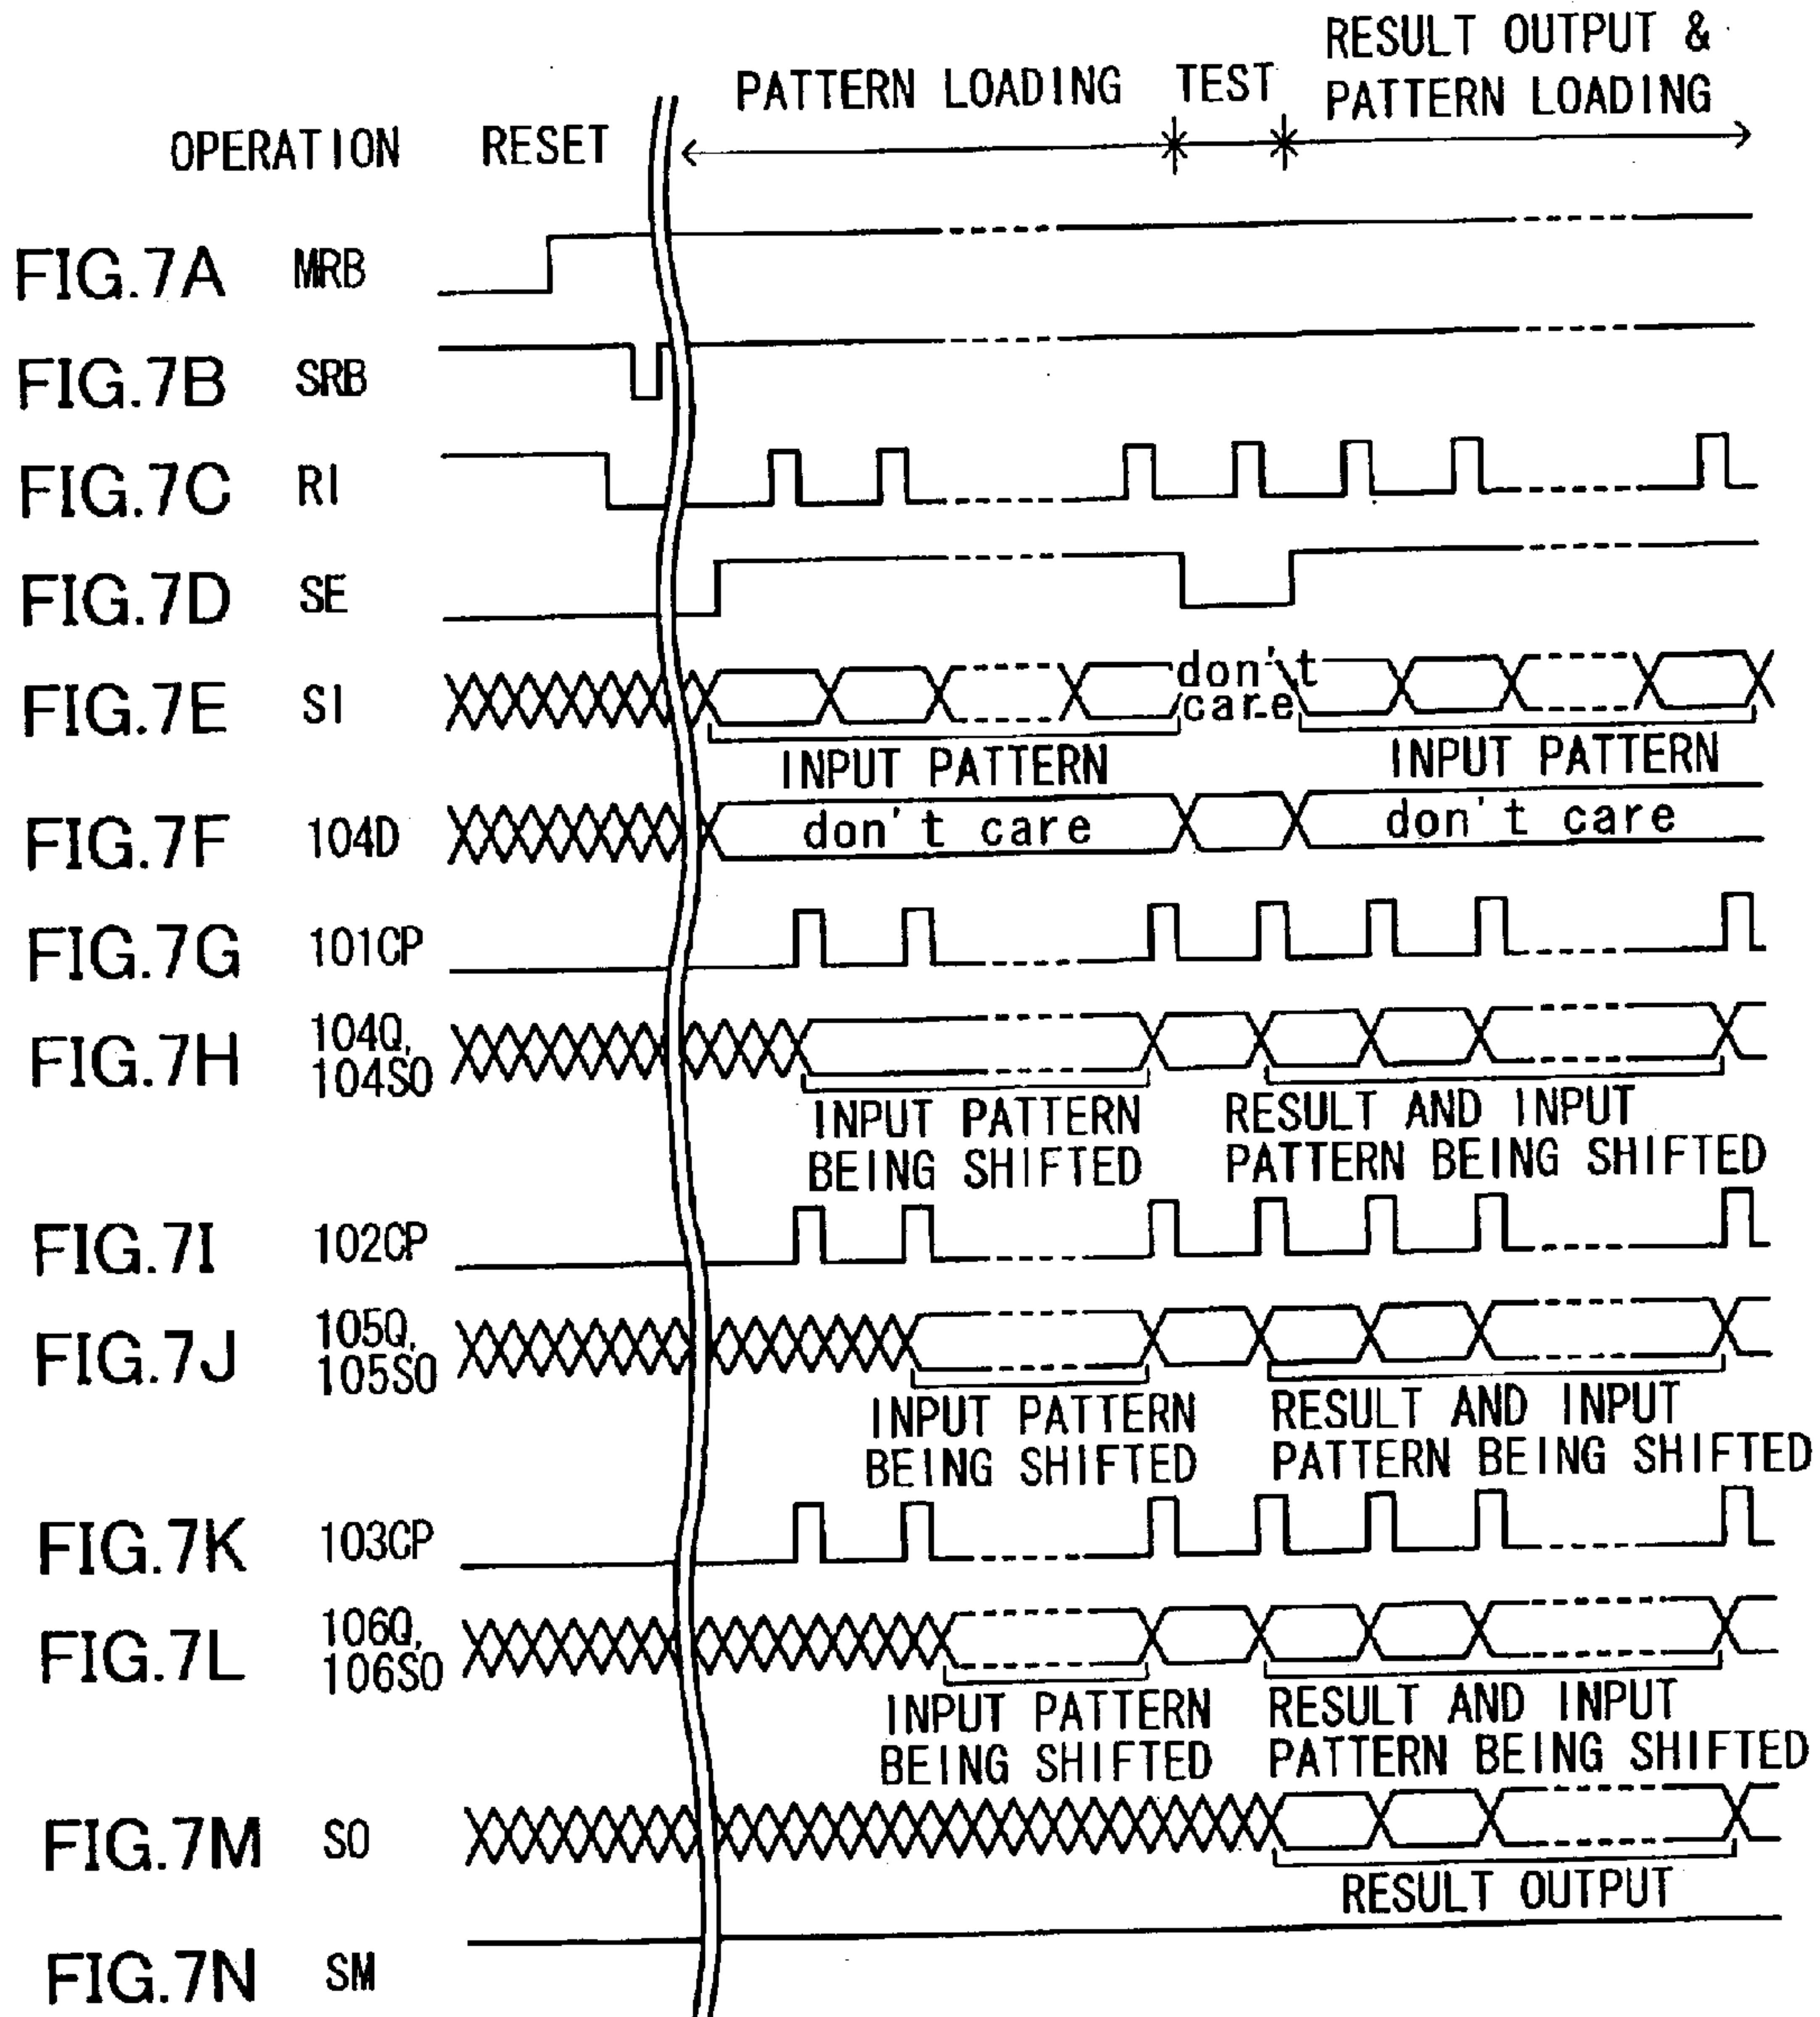 RESULT OUTPUT &
PATTERN LOADING TEST PATTERN LOADING
OPERATION RESET
FIG.7A MRB
FIG.7B SRB
FIG.7C RI
FIG.7D SE
FIG.7E SI don't
care
INPUT PATTERN INPUT PATTERN
FIG.7F 104D don't care don't care
FIG.7G 101CP
FIG.7H 104Q,
104SO
INPUT PATTERN RESULT AND INPUT
BEING SHIFTED PATTERN BEING SHIFTED
FIG.7I 102CP
FIG.7J 105Q,
105SO
INPUT PATTERN RESULT AND INPUT
BEING SHIFTED PATTERN BEING SHIFTED
FIG.7K 103CP
FIG.7L 106Q,
106SO
INPUT PATTERN RESULT AND INPUT
BEING SHIFTED PATTERN BEING SHIFTED
FIG.7M SO
RESULT OUTPUT
FIG.7N SM